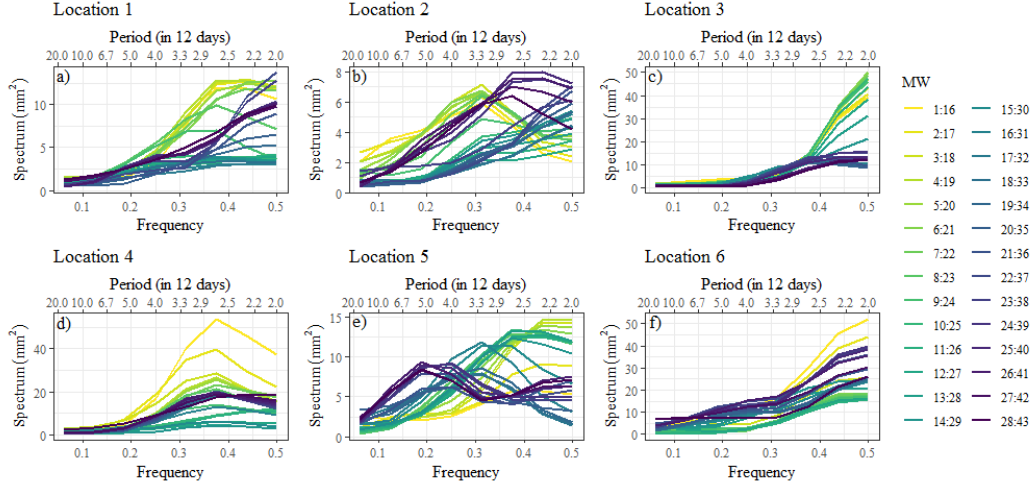 Location 1 Location 2 Location 3
Period (in 12 days) Period (in 12 days) Period (in 12 days)
20.0 10.0 6.7 5.0 4.0 3.3 2.9 2.5 2.2 2.0 20.0 10.0 6.7 5.0 4.0 3.3 2.9 2.5 2.2 2.0 20.0 10.0 6.7 5.0 4.0 3.3 2.9 2.5 2.2 2.0
a) b) c)
Spectrum (mm²) Spectrum (mm²) Spectrum (mm²)
10 5 0
8 6 4 2 0
50 40 30 20 10 0
0.1 0.2 0.3 0.4 0.5 0.1 0.2 0.3 0.4 0.5 0.1 0.2 0.3 0.4 0.5
Frequency Frequency Frequency
Location 4 Location 5 Location 6
Period (in 12 days) Period (in 12 days) Period (in 12 days)
20.0 10.0 6.7 5.0 4.0 3.3 2.9 2.5 2.2 2.0 20.0 10.0 6.7 5.0 4.0 3.3 2.9 2.5 2.2 2.0 20.0 10.0 6.7 5.0 4.0 3.3 2.9 2.5 2.2 2.0
d) e) f)
Spectrum (mm²) Spectrum (mm²) Spectrum (mm²)
40 20 0
15 10 5 0
50 40 30 20 10 0
0.1 0.2 0.3 0.4 0.5 0.1 0.2 0.3 0.4 0.5 0.1 0.2 0.3 0.4 0.5
Frequency Frequency Frequency
MW
1:16 15:30
2:17 16:31
3:18 17:32
4:19 18:33
5:20 19:34
6:21 20:35
7:22 21:36
8:23 22:37
9:24 23:38
10:25 24:39
11:26 25:40
12:27 26:41
13:28 27:42
14:29 28:43